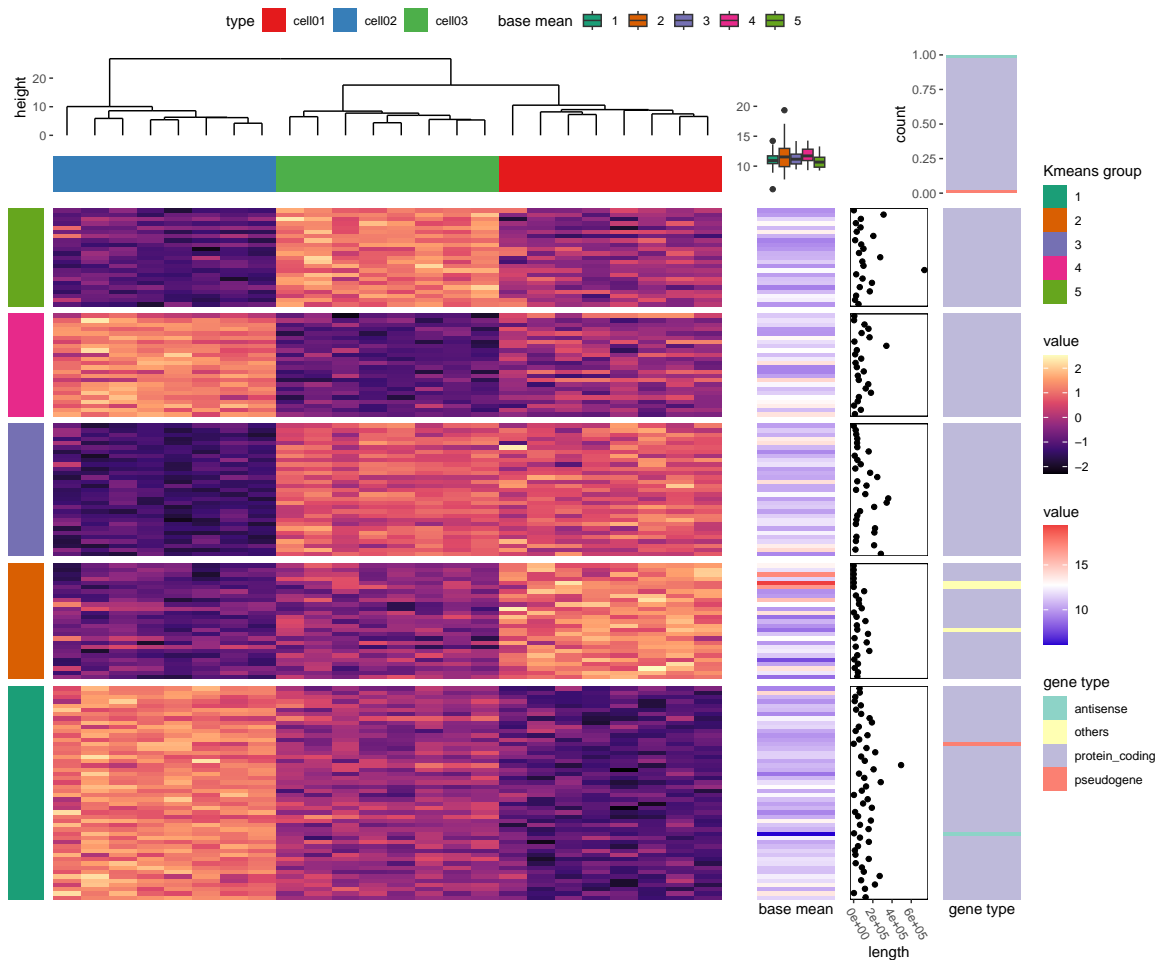 type cell01 cell02 cell03 base mean 1 2 3 4 5
height
20
10
0
20
15
10
count
1.00
0.75
0.50
0.25
0.00
Kmeans group
1
2
3
4
5
value
2
1
0
−1
−2
value
15
10
gene type
antisense
others
protein_coding
pseudogene
base mean
0e+00
2e+05
4e+05
6e+05
length
gene type